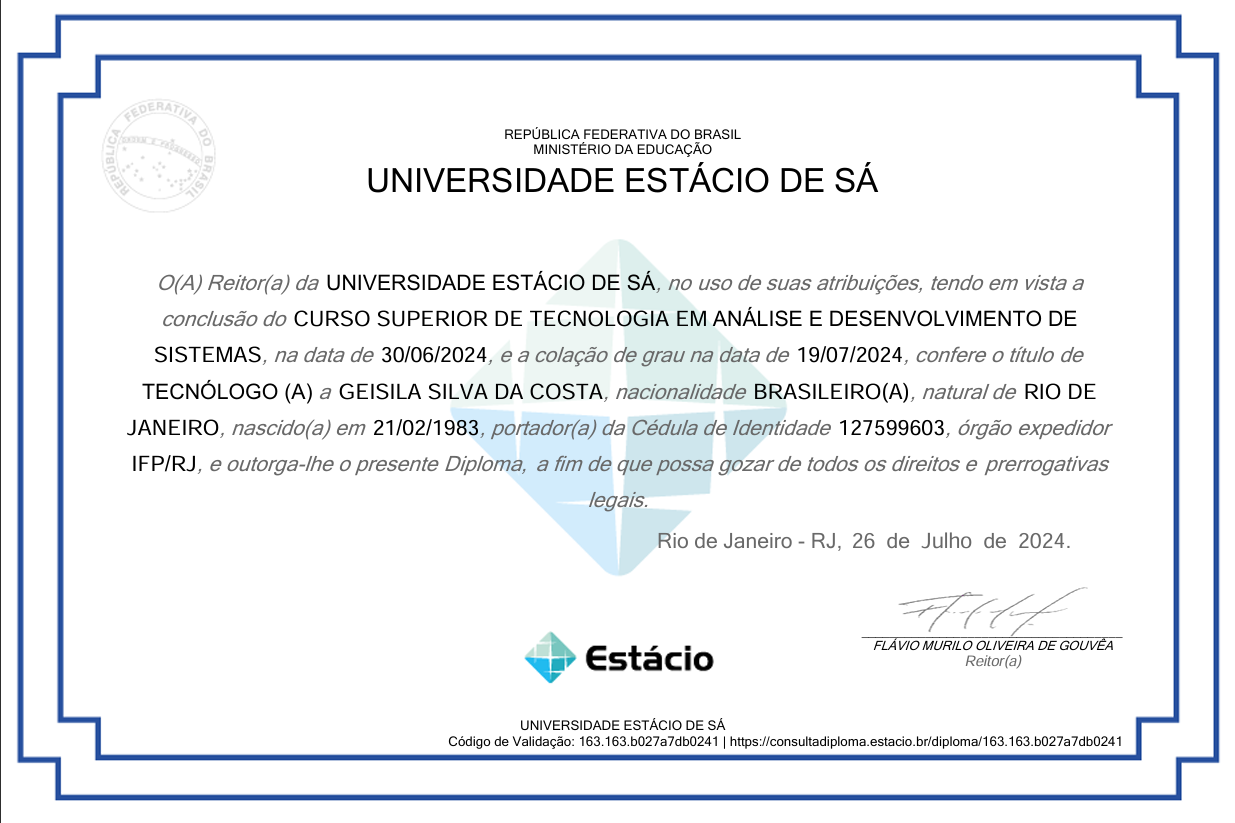 REPÚBLICA FEDERATIVA DO BRASIL
REPÚBLICA FEDERATIVA DO BRASIL
MINISTÉRIO DA EDUCAÇÃO
UNIVERSIDADE ESTÁCIO DE SÁ
O(A) Reitor(a) da UNIVERSIDADE ESTÁCIO DE SÁ, no uso de suas atribuições, tendo em vista a
conclusão do CURSO SUPERIOR DE TECNOLOGIA EM ANÁLISE E DESENVOLVIMENTO DE
SISTEMAS, na data de 30/06/2024, e a colação de grau na data de 19/07/2024, confere o título de
TECNÓLOGO (A) a GEISILA SILVA DA COSTA, nacionalidade BRASILEIRO(A), natural de RIO DE
JANEIRO, nascido(a) em 21/02/1983, portador(a) da Cédula de Identidade 127599603, órgão expedidor
IFP/RJ, e outorga-lhe o presente Diploma, a fim de que possa gozar de todos os direitos e prerrogativas
legais.
Rio de Janeiro - RJ, 26 de Julho de 2024.
FLÁVIO MURILO OLIVEIRA DE GOUVÊA
Reitor(a)
Estácio
UNIVERSIDADE ESTÁCIO DE SÁ
Código de Validação: 163.163.b027a7db0241 | https://consultadiploma.estacio.br/diploma/163.163.b027a7db0241